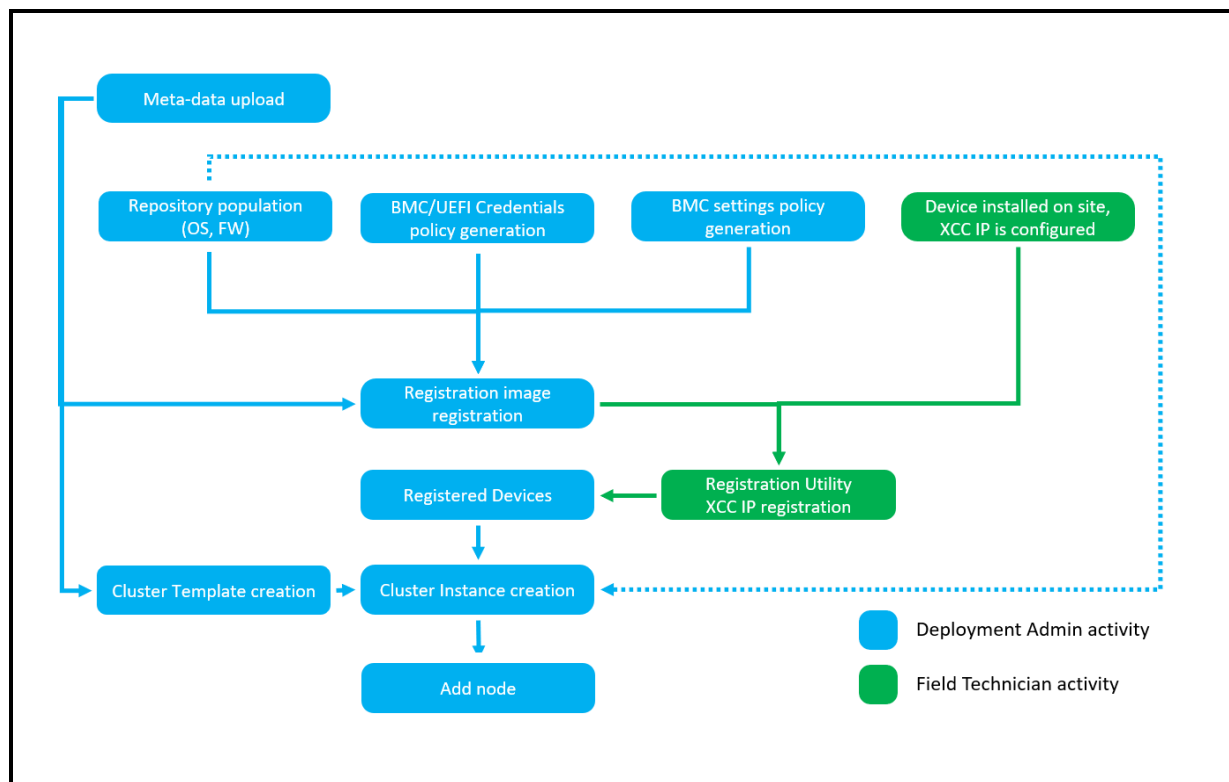 Meta-data upload
Repository population
(OS, FW)
BMC/UEFI Credentials
policy generation
BMC settings policy
generation
Device installed on site,
XCC IP is configured
Registration image
registration
Registered Devices
Registration Utility
XCC IP registration
Cluster Template creation
Cluster Instance creation
Add node
Deployment Admin activity
Field Technician activity